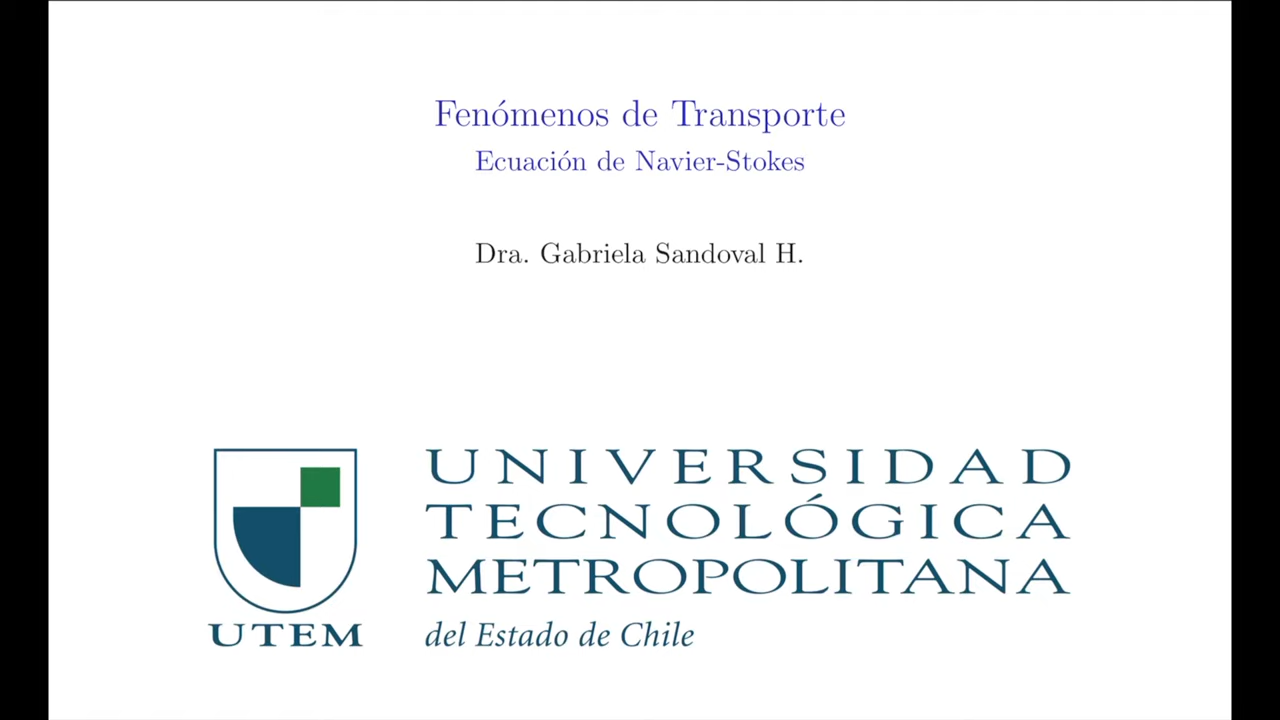 Fenómenos de Transporte
Ecuación de Navier-Stokes
Dra. Gabriela Sandoval H.
UNIVERSIDAD
TECNOLÓGICA
METROPOLITANA
del Estado de Chile
UTEM